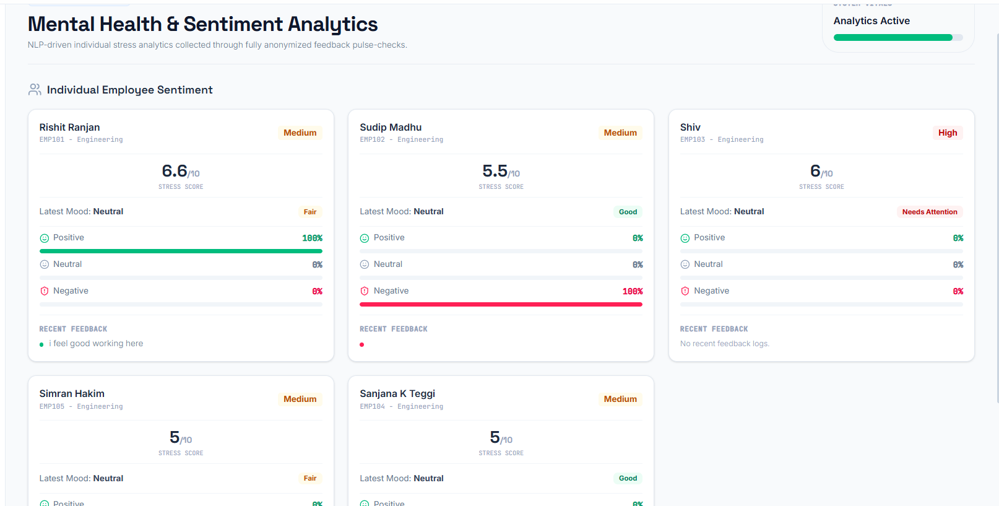 SYSTEM VITALS
Mental Health & Sentiment Analytics
NLP-driven individual stress analytics collected through fully anonymized feedback pulse-checks.
Analytics Active
Individual Employee Sentiment
Rishit Ranjan
EMP101 - Engineering
Medium
6.6/10
STRESS SCORE
Latest Mood: Neutral
Fair
Positive
100%
Neutral
0%
Negative
0%
RECENT FEEDBACK
i feel good working here
Sudip Madhu
EMP102 - Engineering
Medium
5.5/10
STRESS SCORE
Latest Mood: Neutral
Good
Positive
0%
Neutral
0%
Negative
100%
RECENT FEEDBACK
Shiv
EMP103 - Engineering
High
6/10
STRESS SCORE
Latest Mood: Neutral
Needs Attention
Positive
0%
Neutral
0%
Negative
0%
RECENT FEEDBACK
No recent feedback logs.
Simran Hakim
EMP105 - Engineering
Medium
5/10
STRESS SCORE
Latest Mood: Neutral
Fair
Positive
0%
Sanjana K Teggi
EMP104 - Engineering
Medium
5/10
STRESS SCORE
Latest Mood: Neutral
Good
Positive
0%